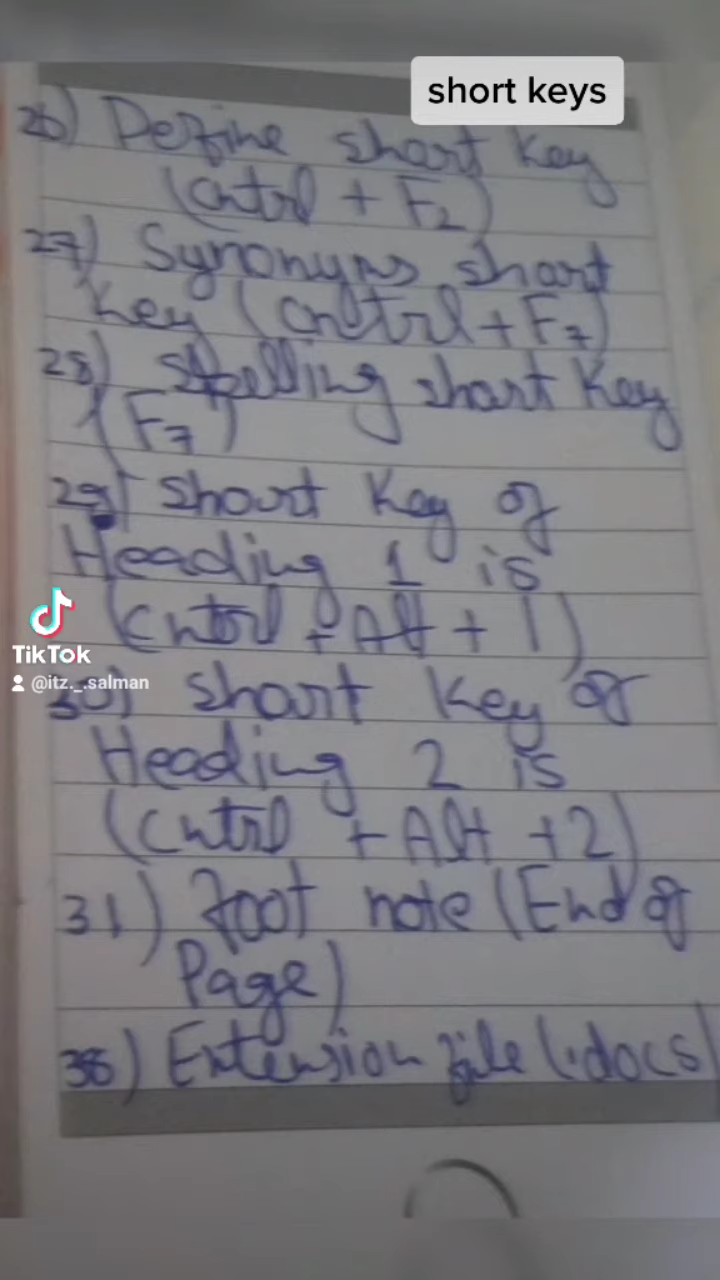 short keys
26) Define short key
(Cntrl + F2)
27) Synonyms short
key (Cntrl + F7)
28) Spelling short key
(F7)
29) Short key of
Heading 1 is
(Cntrl + Alt + 1)
TikTok
@itz._.salman
30) Short key of
Heading 2 is
(Cntrl + Alt + 2)
31) Foot note (End of
Page)
38) Extension file (.docs)